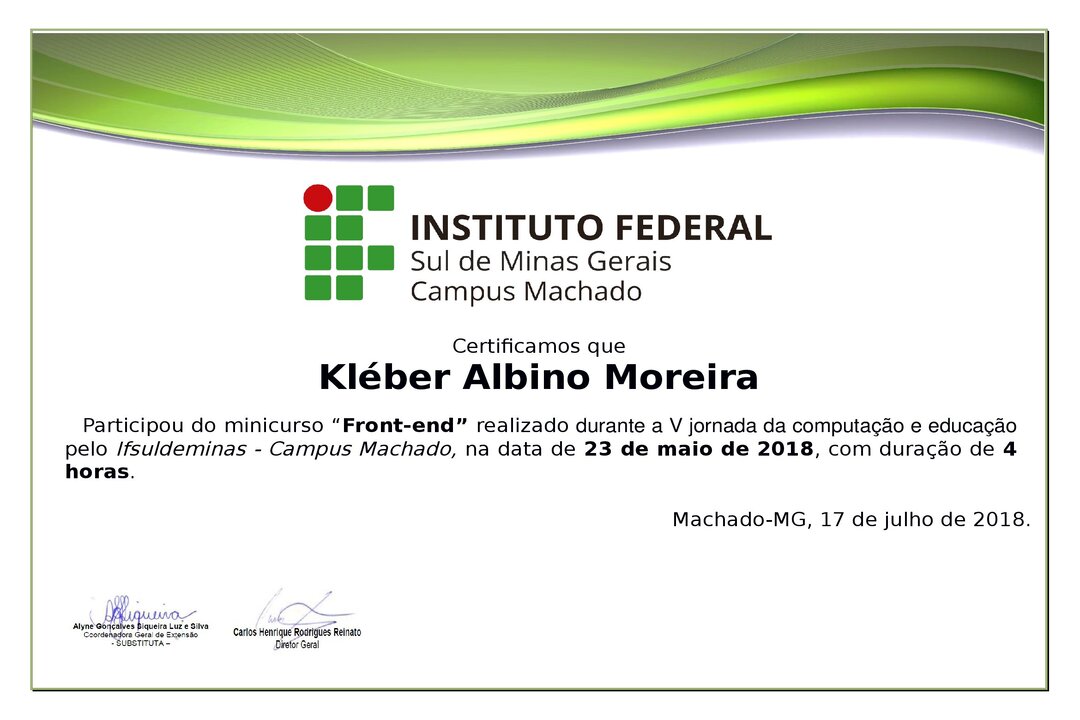 INSTITUTO FEDERAL
Sul de Minas Gerais
Campus Machado
Certificamos que
Kléber Albino Moreira
Participou do minicurso “Front-end” realizado durante a V jornada da computação e educação
pelo Ifsuldeminas - Campus Machado, na data de 23 de maio de 2018, com duração de 4
horas.
Machado-MG, 17 de julho de 2018.
Alyne Gonçalves Siqueira Luz e Silva
Coordenadora Geral de Extensão
- SUBSTITUTA –
Carlos Henrique Rodrigues Reinato
Diretor Geral